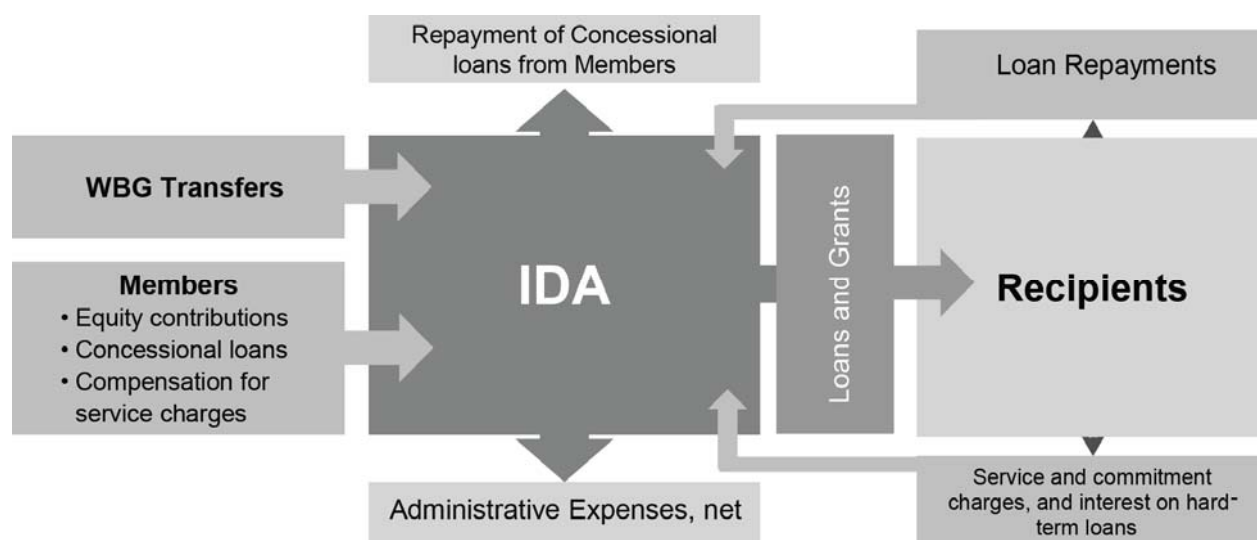 Repayment of Concessional
loans from Members
Loan Repayments
WBG Transfers
Members
• Equity contributions
• Concessional loans
• Compensation for
service charges
IDA
Loans and Grants
Recipients
Administrative Expenses, net
Service and commitment
charges, and interest on hard-
term loans